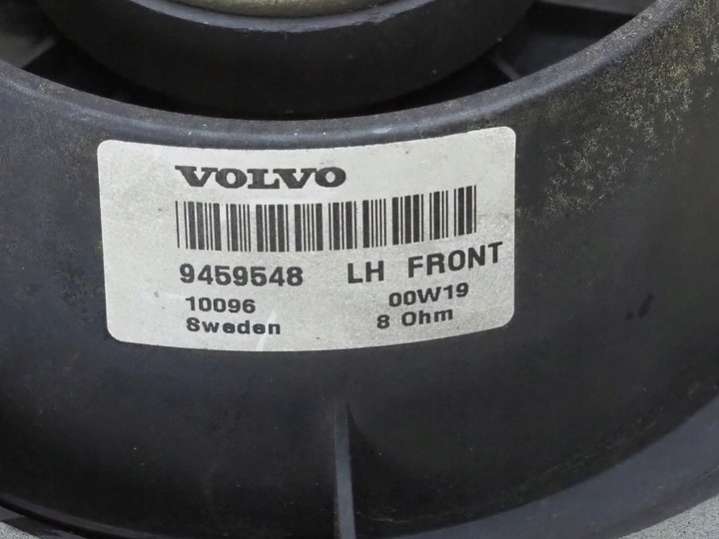 VOLVO
9459548 LH FRONT
10096 00W19
Sweden 8 Ohm